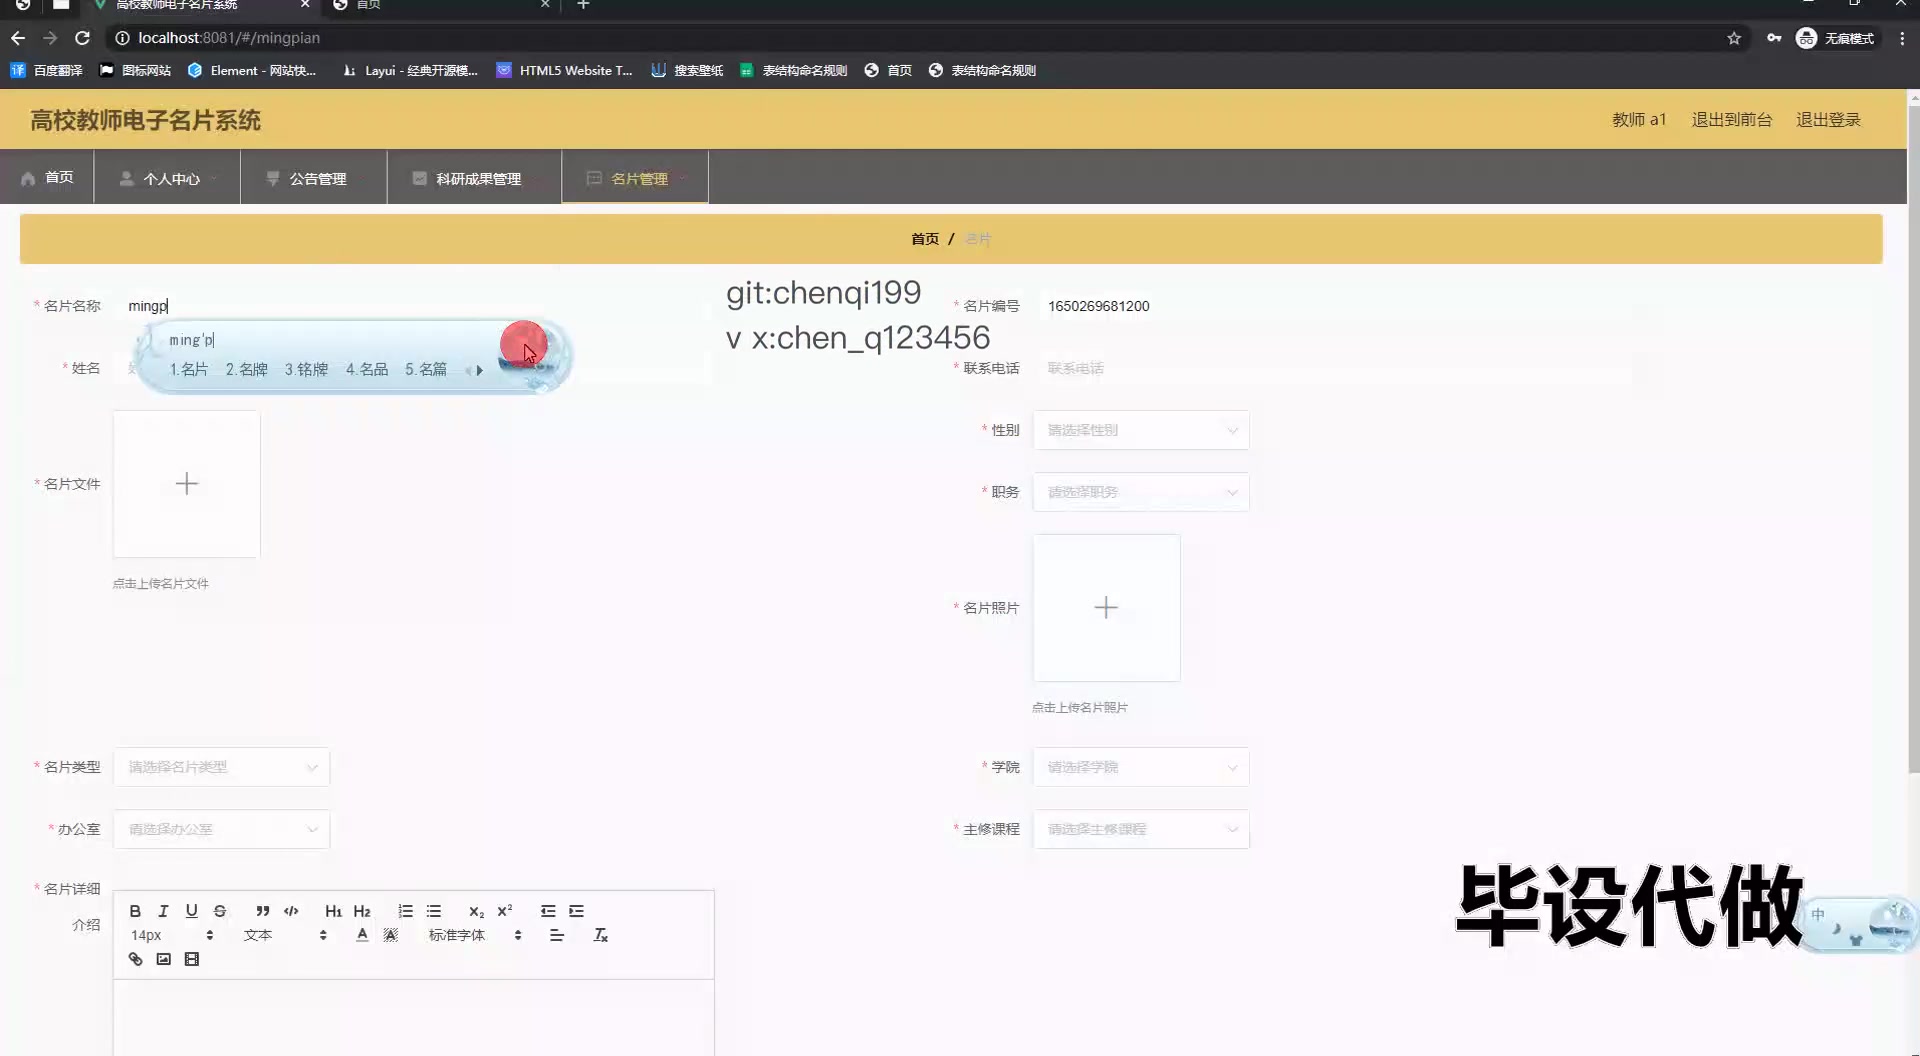 高校教师电子名片系统
首页
localhost:8081/#/mingpian
无痕模式
百度翻译
图标网站
Element - 网站快...
Layui - 经典开源模...
HTML5 Website T...
搜索壁纸
表结构命名规则
首页
表结构命名规则
高校教师电子名片系统
教师 a1
退出到前台
退出登录
首页
个人中心
公告管理
科研成果管理
名片管理
首页 / 名片
* 名片名称
mingp
git:chenqi199
v x:chen_q123456
* 名片编号
1650269681200
ming'p
1.名片 2.名牌 3.铭牌 4.名品 5.名篇
* 姓名
* 联系电话
联系电话
* 名片文件
点击上传名片文件
* 性别
请选择性别
* 职务
请选择职务
* 名片照片
点击上传名片照片
* 名片类型
请选择名片类型
* 学院
请选择学院
* 办公室
请选择办公室
* 主修课程
请选择主修课程
* 名片详细
介绍
B I U S ” </> H1 H2 X₂ X²
14px
文本
A
A
标准字体
Tx
毕设代做
中